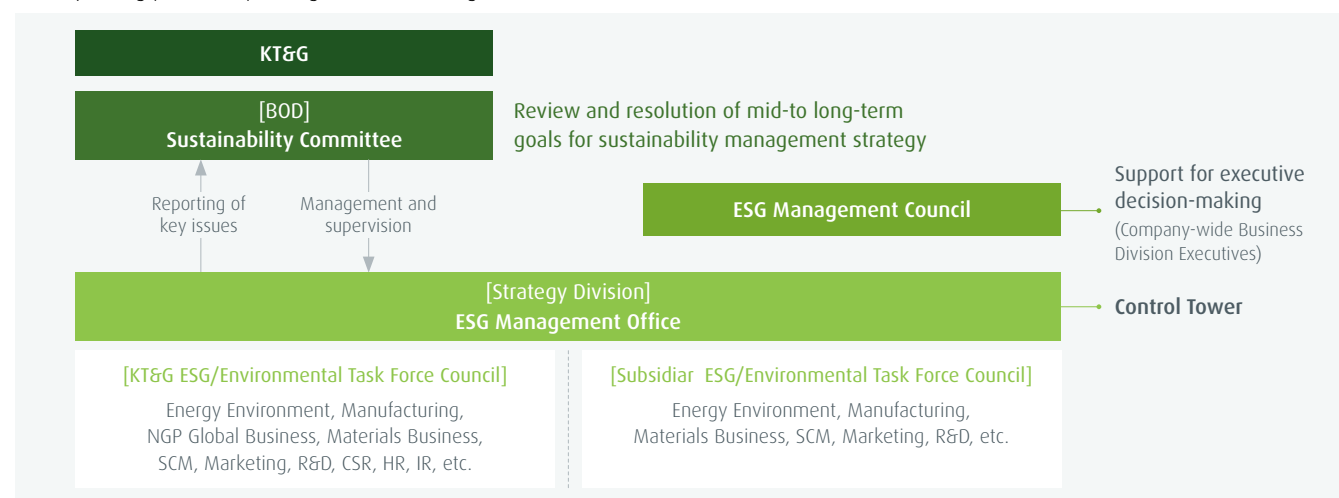 KT&G
[BOD]
Sustainability Committee
Review and resolution of mid-to long-term
goals for sustainability management strategy
Reporting of
key issues
Management and
supervision
ESG Management Council
Support for executive
decision-making
(Company-wide Business
Division Executives)
[Strategy Division]
ESG Management Office
Control Tower
[KT&G ESG/Environmental Task Force Council]
Energy Environment, Manufacturing,
NGP Global Business, Materials Business,
SCM, Marketing, R&D, CSR, HR, IR, etc.
[Subsidiar ESG/Environmental Task Force Council]
Energy Environment, Manufacturing,
Materials Business, SCM, Marketing, R&D, etc.